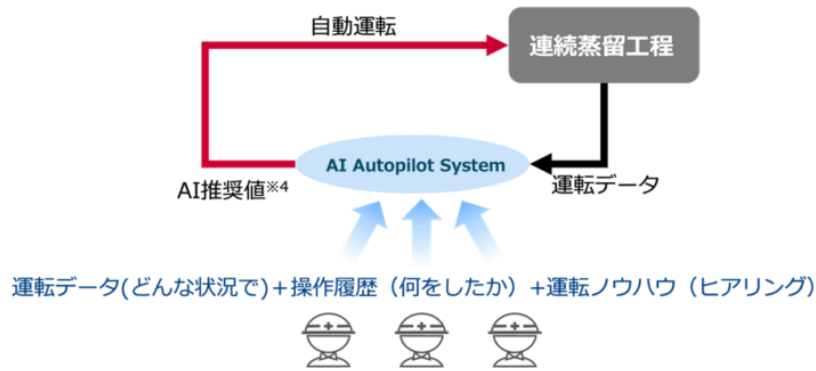 自動運転
連続蒸留工程
AI Autopilot System
AI推奨値※4
運転データ
運転データ(どんな状況で)＋操作履歴（何をしたか）+運転ノウハウ（ヒアリング）